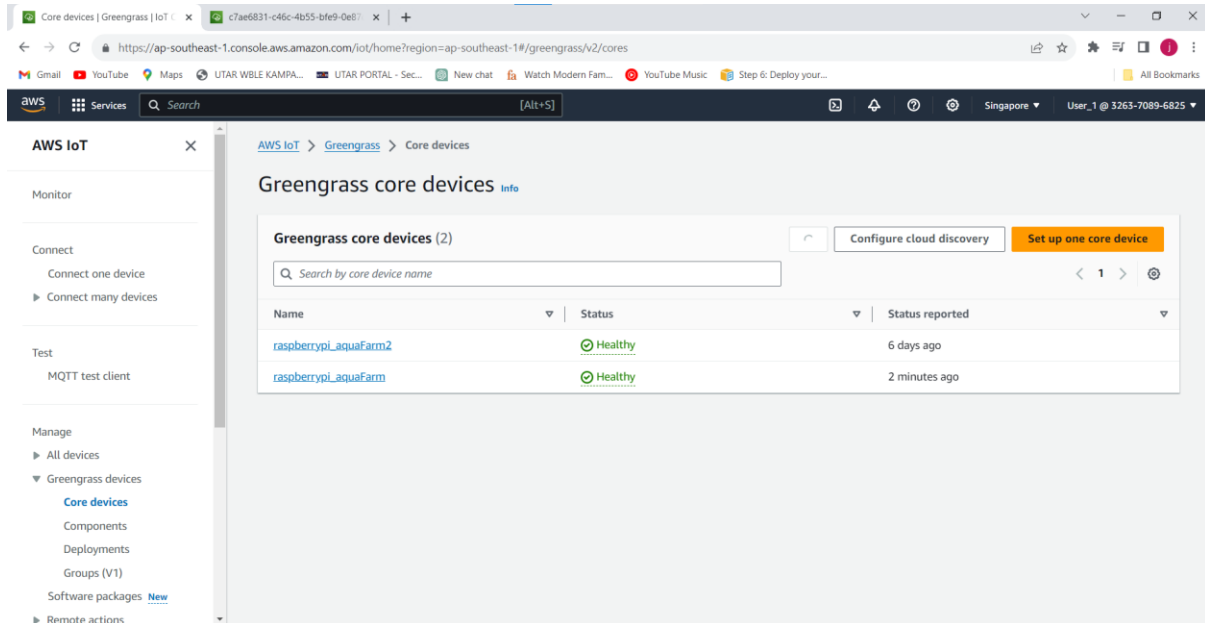 Core devices | Greengrass | IoT C
c7ae6831-c46c-4b55-bfe9-0e87
https://ap-southeast-1.console.aws.amazon.com/iot/home?region=ap-southeast-1#/greengrass/v2/cores
j
Gmail YouTube Maps UTAR WBLE KAMPA... UTAR PORTAL - Sec... New chat Watch Modern Fam... YouTube Music Step 6: Deploy your... All Bookmarks
aws Services Search [Alt+S] Singapore User_1 @ 3263-7089-6825
AWS IoT
Monitor
Connect
Connect one device
Connect many devices
Test
MQTT test client
Manage
All devices
Greengrass devices
Core devices
Components
Deployments
Groups (V1)
Software packages New
Remote actions
AWS IoT > Greengrass > Core devices
Greengrass core devices Info
Greengrass core devices (2) Configure cloud discovery Set up one core device
Search by core device name 1
Name Status Status reported
raspberrypi_aquaFarm2 Healthy 6 days ago
raspberrypi_aquaFarm Healthy 2 minutes ago